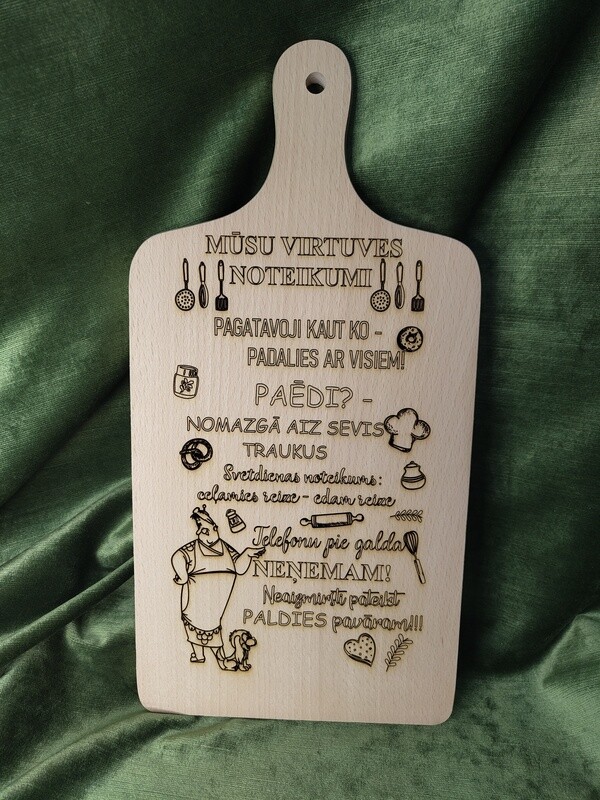 MŪSU VIRTUVES
NOTEIKUMI
PAGATAVOJI KAUT KO -
PADALIES AR VISIEM!
PAĒDI? -
NOMAZGĀ AIZ SEVIS
TRAUKUS
Svētdienas noteikums:
ceļamies reizē - ēdam reizē
Telefonu pie galda
NEŅEMAM!
Neaizmirsti pateikt
PALDIES pavāram!!!